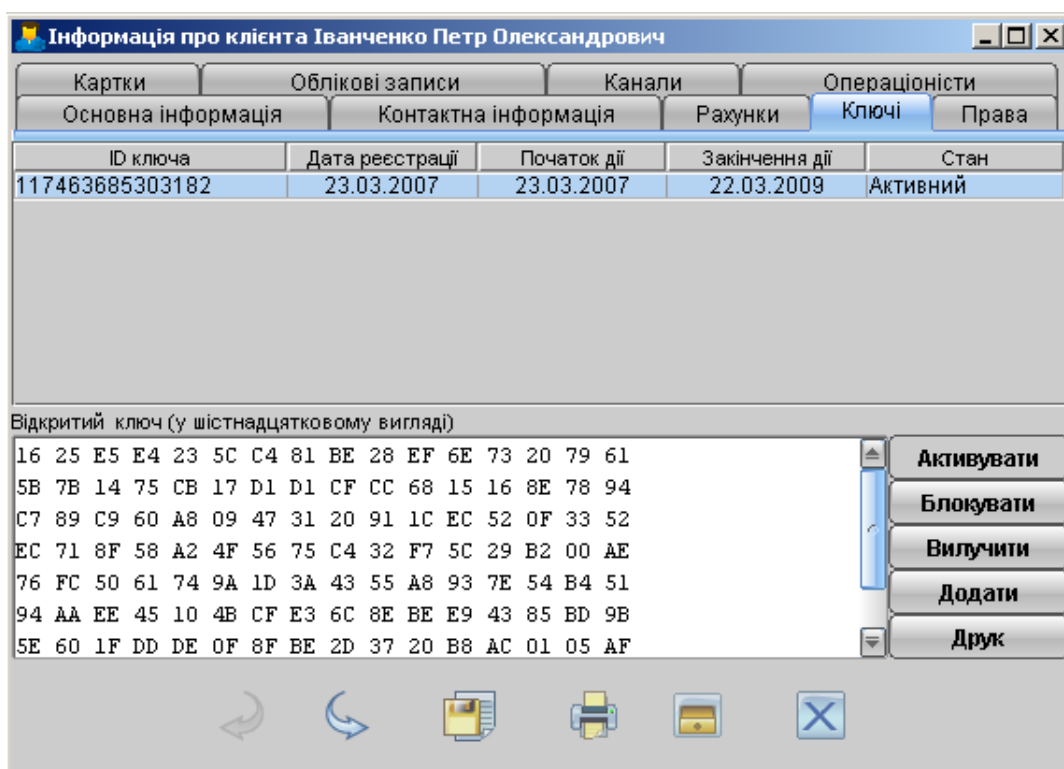 Інформація про клієнта Іванченко Петр Олександрович
Картки Облікові записи Канали Операціоністи
Основна інформація Контактна інформація Рахунки Ключі Права
ID ключа Дата реєстрації Початок дії Закінчення дії Стан
117463685303182 23.03.2007 23.03.2007 22.03.2009 Активний
Відкритий ключ (у шістнадцятковому вигляді)
16 25 E5 E4 23 5C C4 81 BE 28 EF 6E 73 20 79 61
5B 7B 14 75 CB 17 D1 D1 CF CC 68 15 16 8E 78 94
C7 89 C9 60 A8 09 47 31 20 91 1C EC 52 0F 33 52
EC 71 8F 58 A2 4F 56 75 C4 32 F7 5C 29 B2 00 AE
76 FC 50 61 74 9A 1D 3A 43 55 A8 93 7E 54 B4 51
94 AA EE 45 10 4B CF E3 6C 8E BE E9 43 85 BD 9B
5E 60 1F DD DE 0F 8F BE 2D 37 20 B8 AC 01 05 AF
Активувати
Блокувати
Вилучити
Додати
Друк